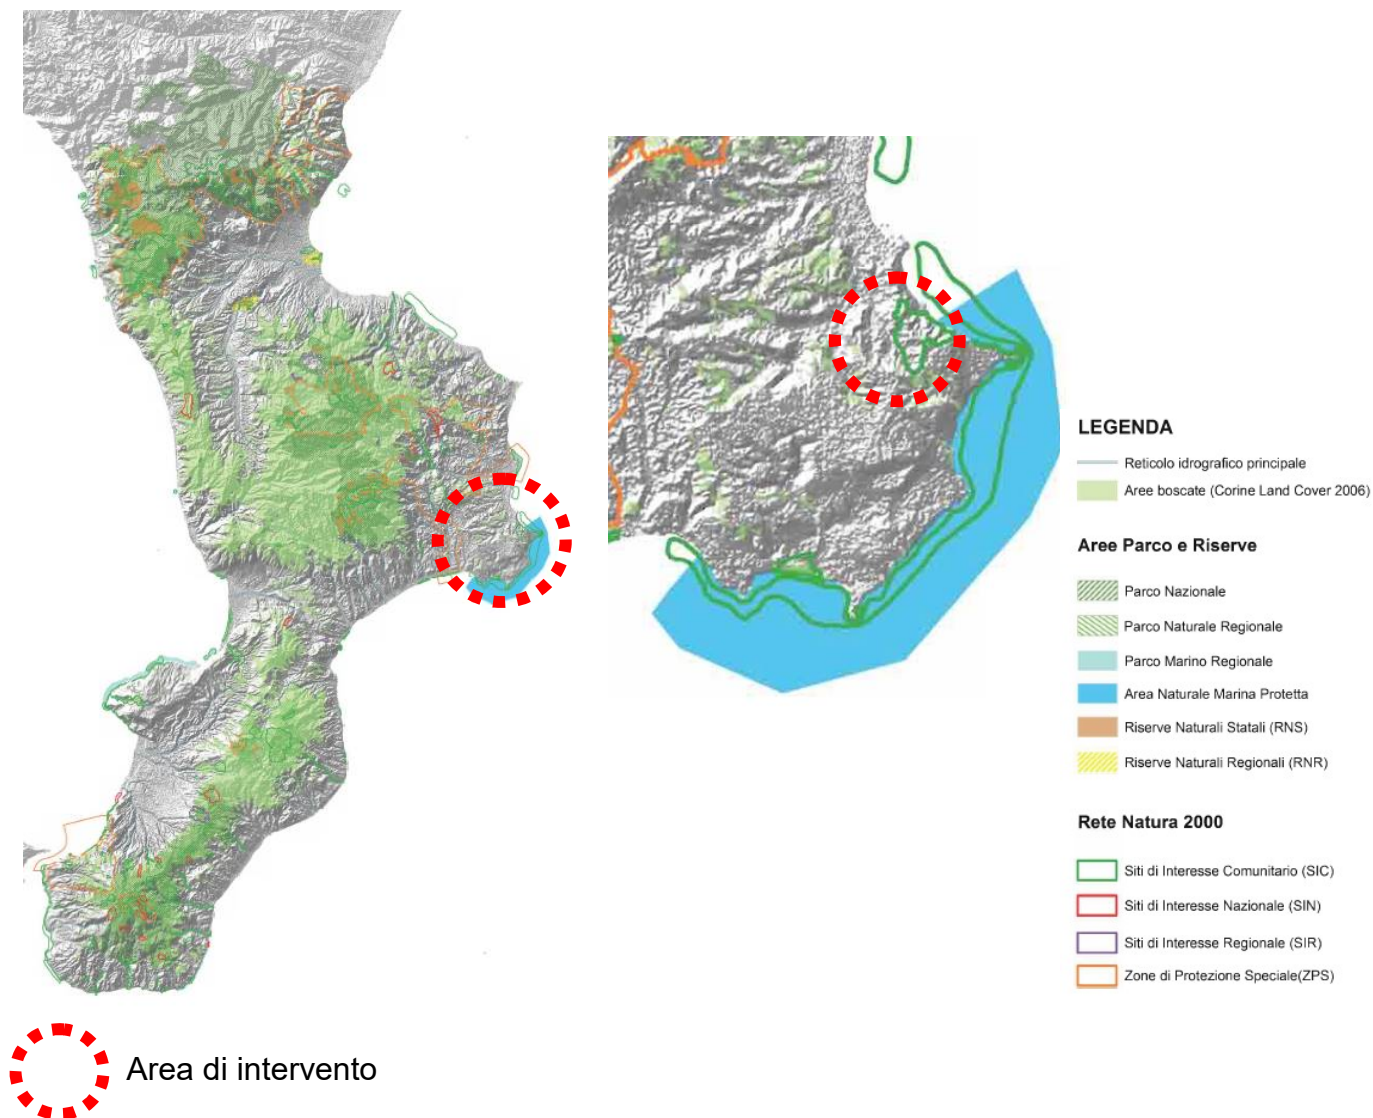 LEGENDA
Reticolo idrografico principale
Aree boscate (Corine Land Cover 2006)
Aree Parco e Riserve
Parco Nazionale
Parco Naturale Regionale
Parco Marino Regionale
Area Naturale Marina Protetta
Riserve Naturali Statali (RNS)
Riserve Naturali Regionali (RNR)
Rete Natura 2000
Siti di Interesse Comunitario (SIC)
Siti di Interesse Nazionale (SIN)
Siti di Interesse Regionale (SIR)
Zone di Protezione Speciale(ZPS)
Area di intervento